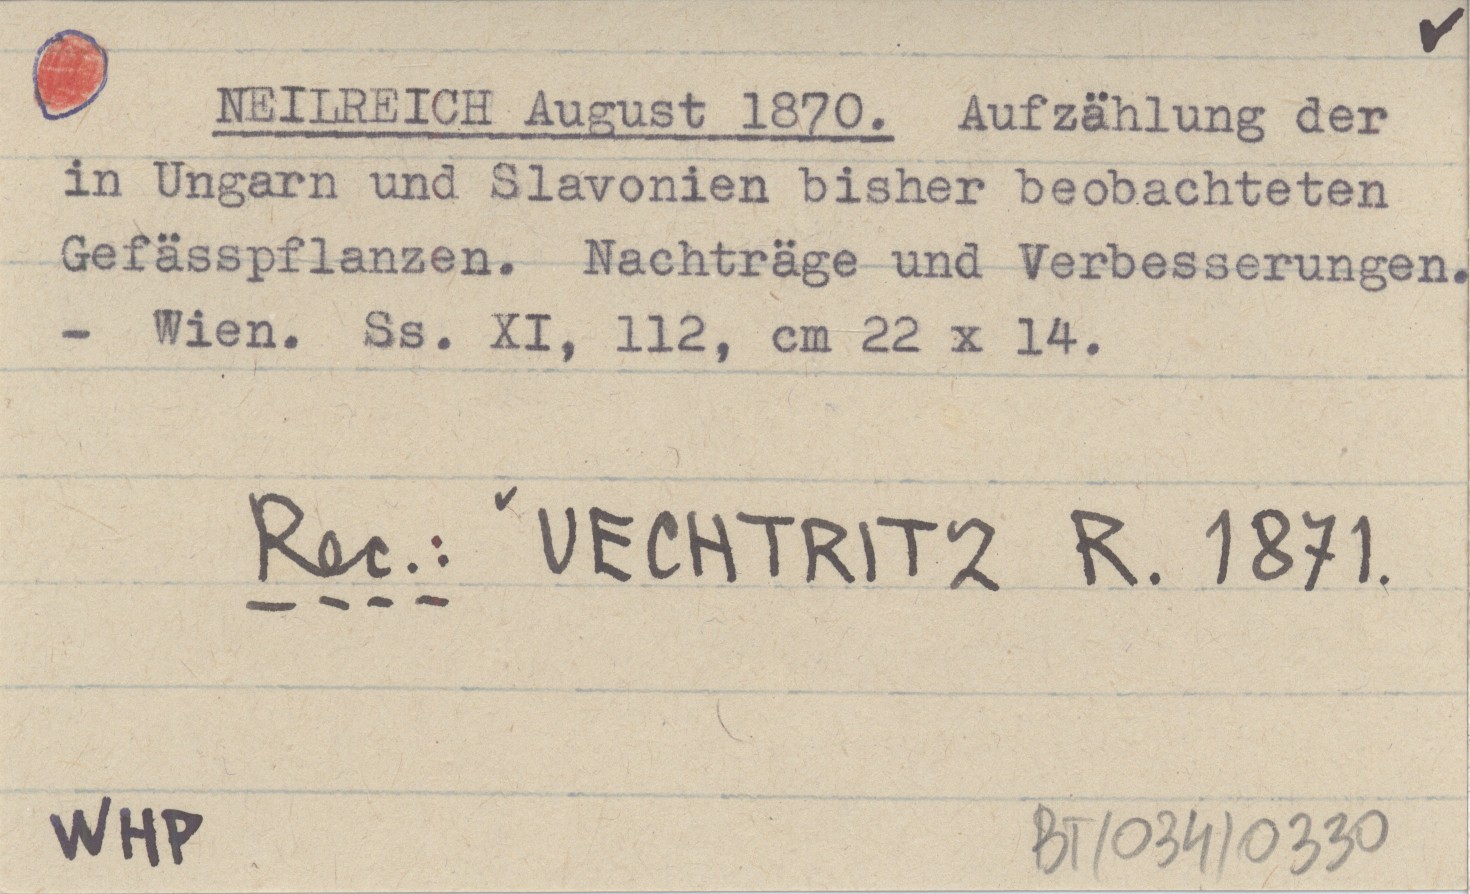 NEILREICH August 1870. Aufzählung der
in Ungarn und Slavonien bisher beobachteten
Gefässpflanzen. Nachträge und Verbesserungen.
- Wien. Ss. XI, 112, cm 22 x 14.
Rec.: ✓UECHTRITZ R. 1871.
WHP
BT/034/0330